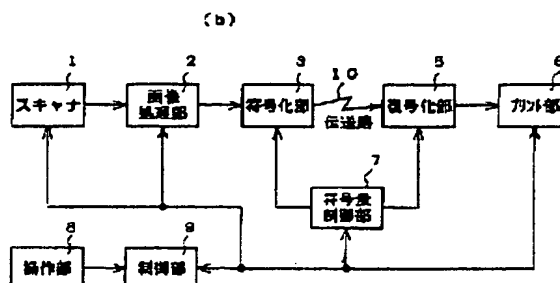 (b)
1
スキャナ
2
画像
処理部
3
符号化部
10
伝送路
5
復号化部
6
プリント部
7
符号量
制御部
8
操作部
9
制御部